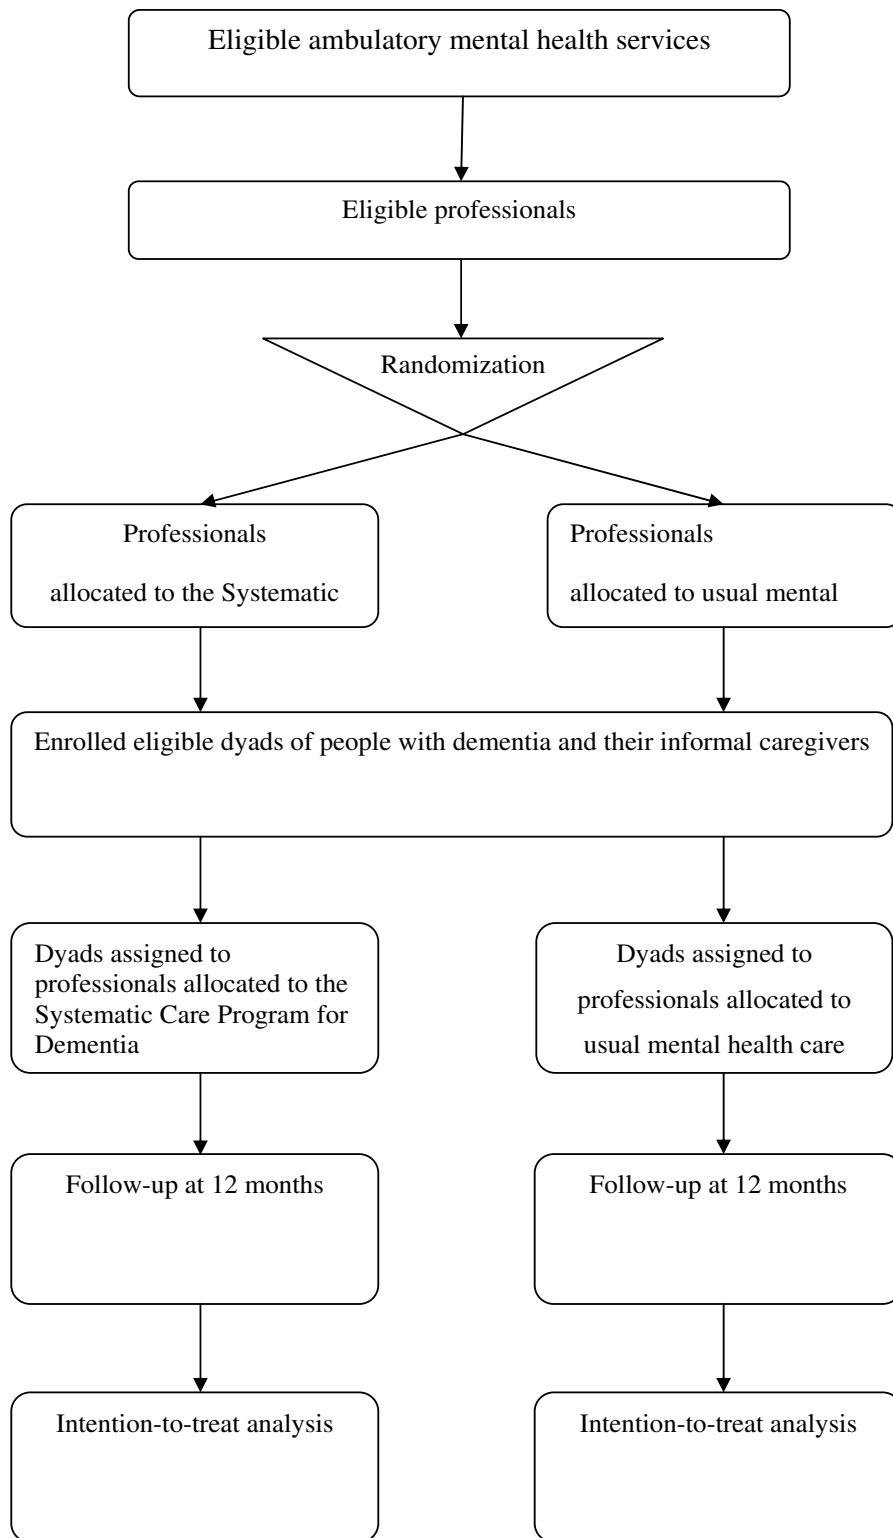 Eligible ambulatory mental health services
Eligible professionals
Randomization
Professionals
allocated to the Systematic
Professionals
allocated to usual mental
Enrolled eligible dyads of people with dementia and their informal caregivers
Dyads assigned to
professionals allocated to the
Systematic Care Program for
Dementia
Dyads assigned to
professionals allocated to
usual mental health care
Follow-up at 12 months
Follow-up at 12 months
Intention-to-treat analysis
Intention-to-treat analysis